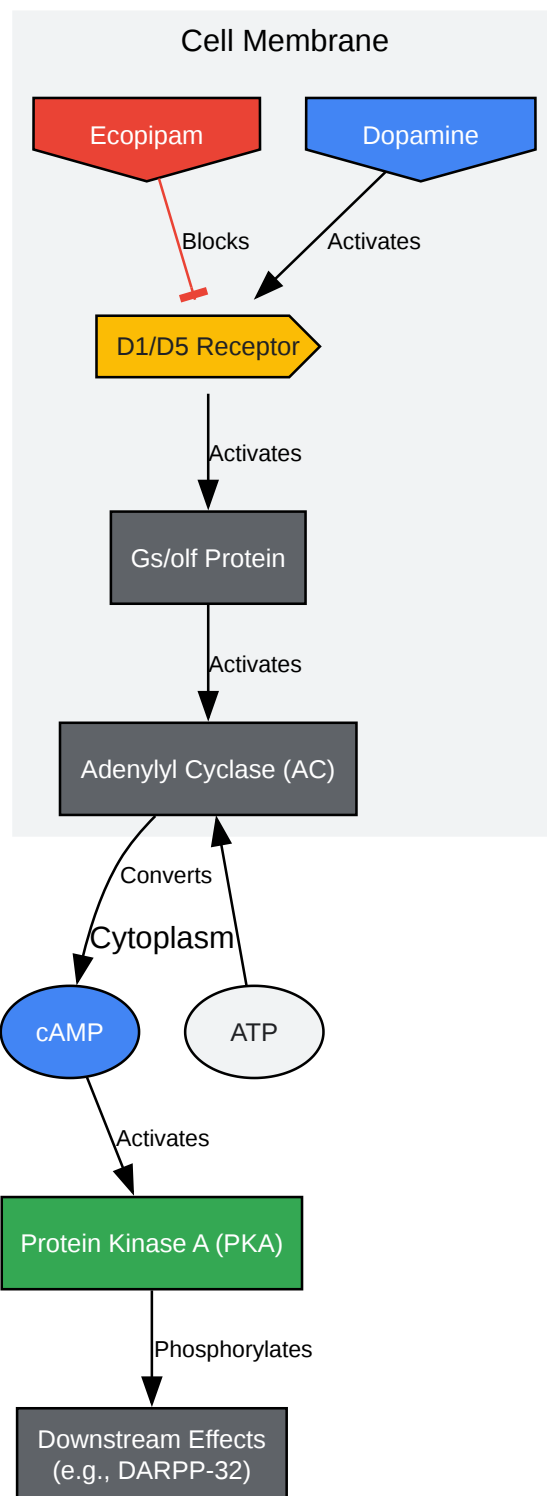 Cell Membrane
Ecopipam
Dopamine
Blocks
Activates
D1/D5 Receptor
Activates
Gs/olf Protein
Activates
Adenylyl Cyclase (AC)
Converts
Cytoplasm
cAMP
ATP
Activates
Protein Kinase A (PKA)
Phosphorylates
Downstream Effects
(e.g., DARPP-32)